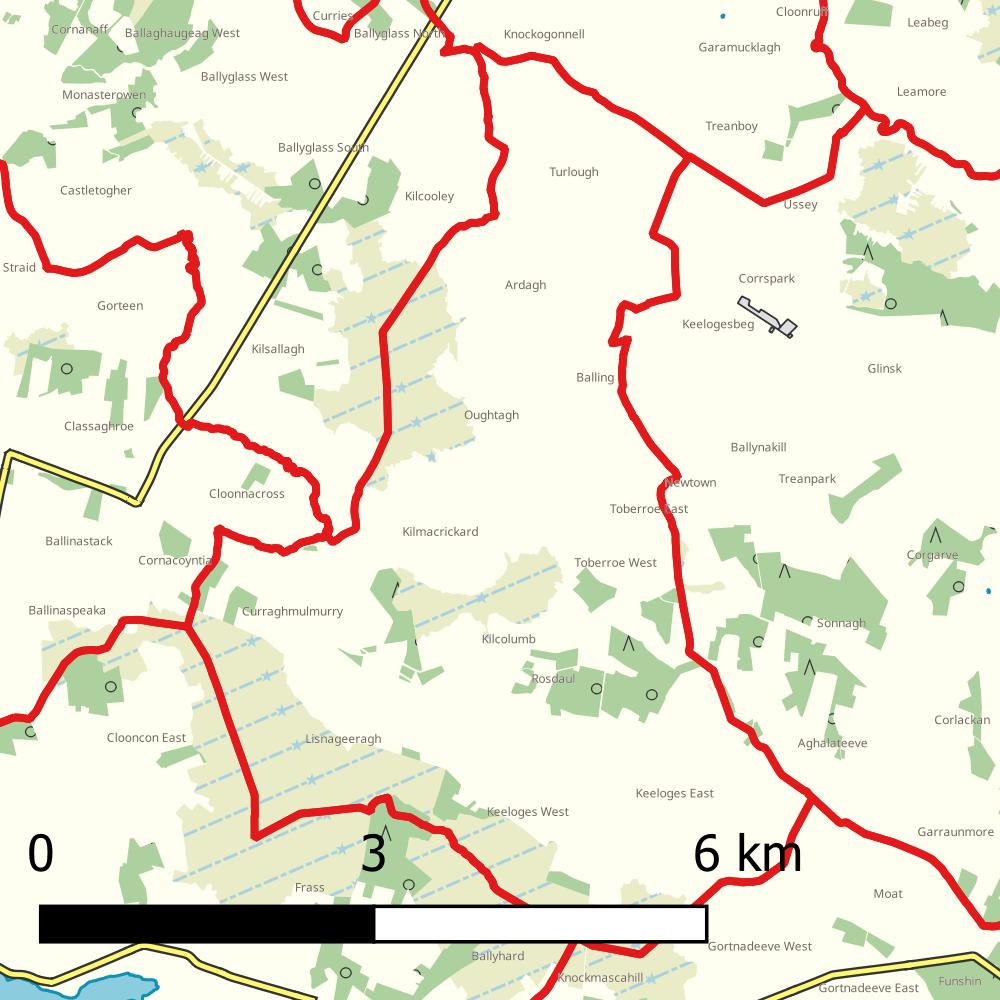 Curries
Cloonruff
Leabeg
Cornanaff
Ballaghaugeag West
Ballyglass North
Knockogonnell
Garamucklagh
Ballyglass West
Monasterowen
Leamore
Treanboy
Ballyglass South
Turlough
Castletogher
Kilcooley
Ussey
Straid
Corrspark
Ardagh
Gorteen
Keelogesbeg
Kilsallagh
Glinsk
Balling
Oughtagh
Classaghroe
Ballynakill
Treanpark
Newtown
Cloonnacross
Toberroe East
Kilmacrickard
Ballinastack
Cornacoyntia
Toberroe West
Corgarve
Ballinaspeaka
Curraghmulmurry
Sonnagh
Kilcolumb
Rosdaul
Corlackan
Clooncon East
Lisnageeragh
Aghalateeve
Keeloges East
Keeloges West
Garraunmore
0 3 6 km
Frass
Moat
Gortnadeeve West
Ballyhard
Knockmascahill
Funshin
Gortnadeeve East